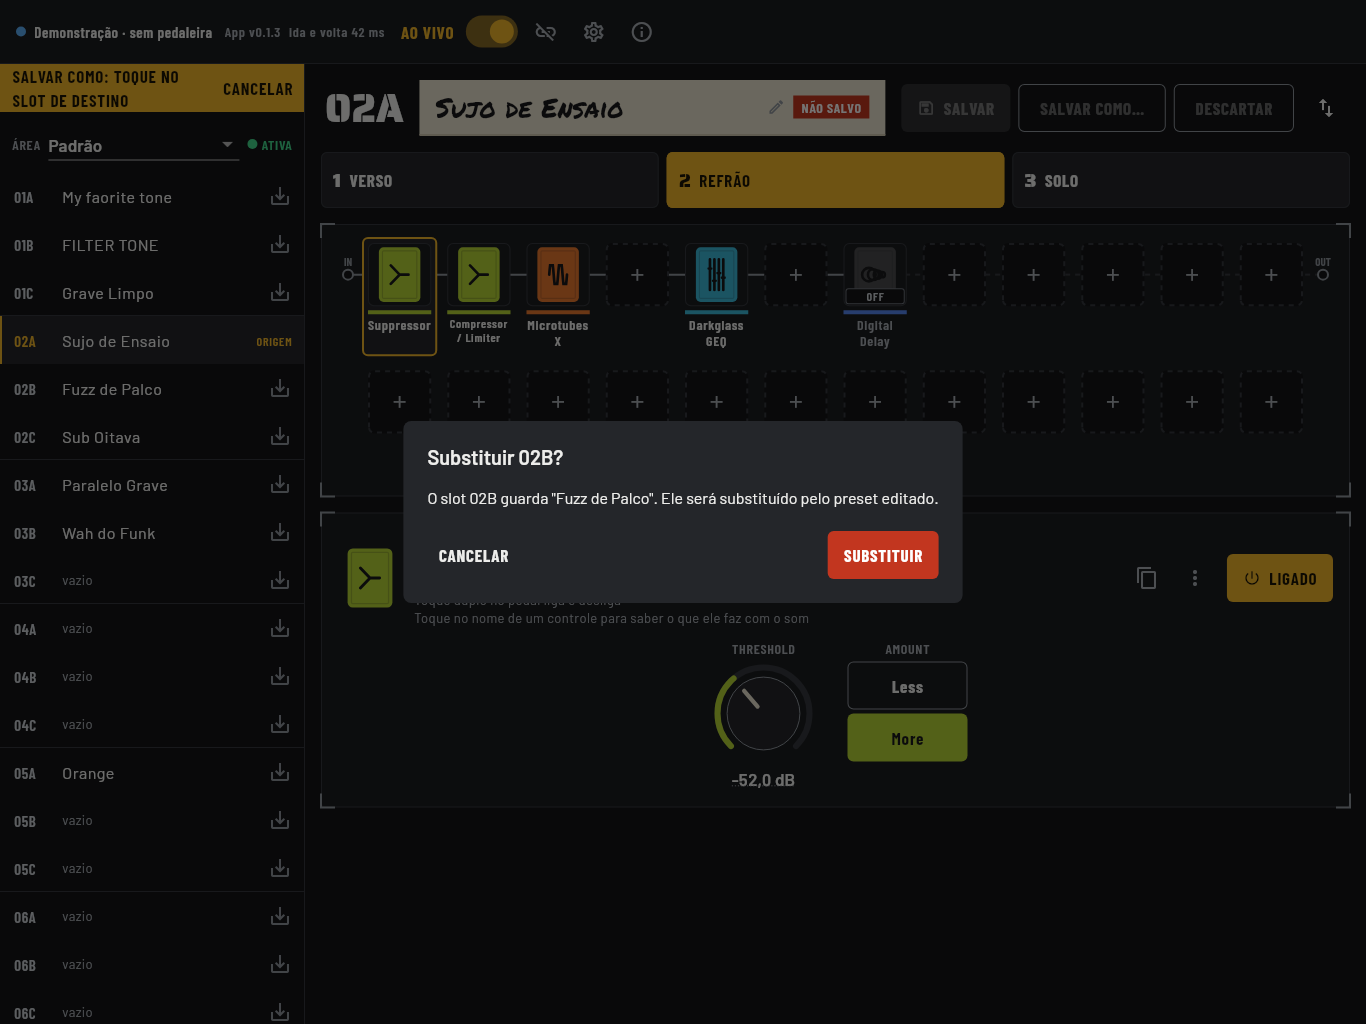 Demonstração · sem pedaleira App v0.1.3 Ida e volta 42 ms AO VIVO
SALVAR COMO: TOQUE NO
SLOT DE DESTINO
CANCELAR
ÁREA Padrão ATIVA
01A My faorite tone
01B FILTER TONE
01C Grave Limpo
02A Sujo de Ensaio ORIGEM
02B Fuzz de Palco
02C Sub Oitava
03A Paralelo Grave
03B Wah do Funk
03C vazio
04A vazio
04B vazio
04C vazio
05A Orange
05B vazio
05C vazio
06A vazio
06B vazio
06C vazio
02A Sujo de Ensaio NÃO SALVO SALVAR SALVAR COMO... DESCARTAR
1 VERSO
2 REFRÃO
3 SOLO
IN
OUT
OFF
Suppressor
Compressor
/ Limiter
Microtubes
X
Darkglass
GEQ
Digital
Delay
Substituir 02B?
O slot 02B guarda "Fuzz de Palco". Ele será substituído pelo preset editado.
CANCELAR SUBSTITUIR
LIGADO
Toque no nome de um controle para saber o que ele faz com o som
THRESHOLD
-52,0 dB
AMOUNT
Less
More